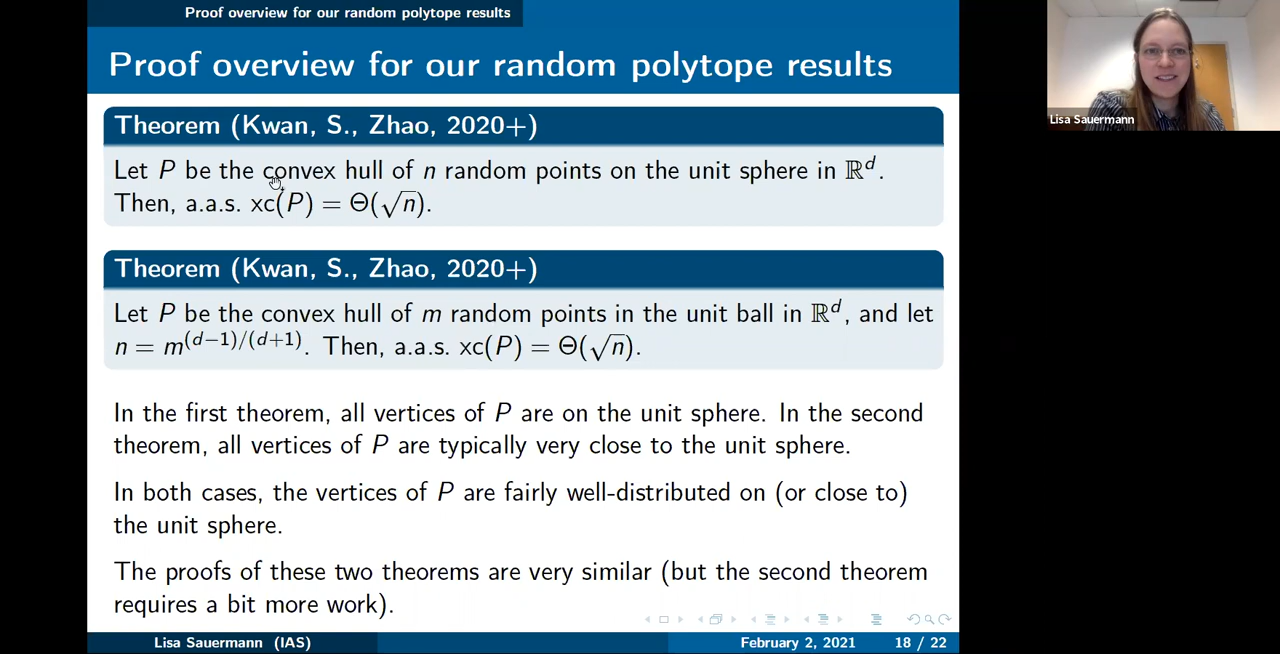 Proof overview for our random polytope results
Proof overview for our random polytope results
Theorem (Kwan, S., Zhao, 2020+)
Let P be the convex hull of n random points on the unit sphere in ℝᵈ.
Then, a.a.s. xc(P) = Θ(√n).
Theorem (Kwan, S., Zhao, 2020+)
Let P be the convex hull of m random points in the unit ball in ℝᵈ, and let
n = m^(d−1)/(d+1). Then, a.a.s. xc(P) = Θ(√n).
In the first theorem, all vertices of P are on the unit sphere. In the second
theorem, all vertices of P are typically very close to the unit sphere.
In both cases, the vertices of P are fairly well-distributed on (or close to)
the unit sphere.
The proofs of these two theorems are very similar (but the second theorem
requires a bit more work).
Lisa Sauermann (IAS)
February 2, 2021
18 / 22
Lisa Sauermann